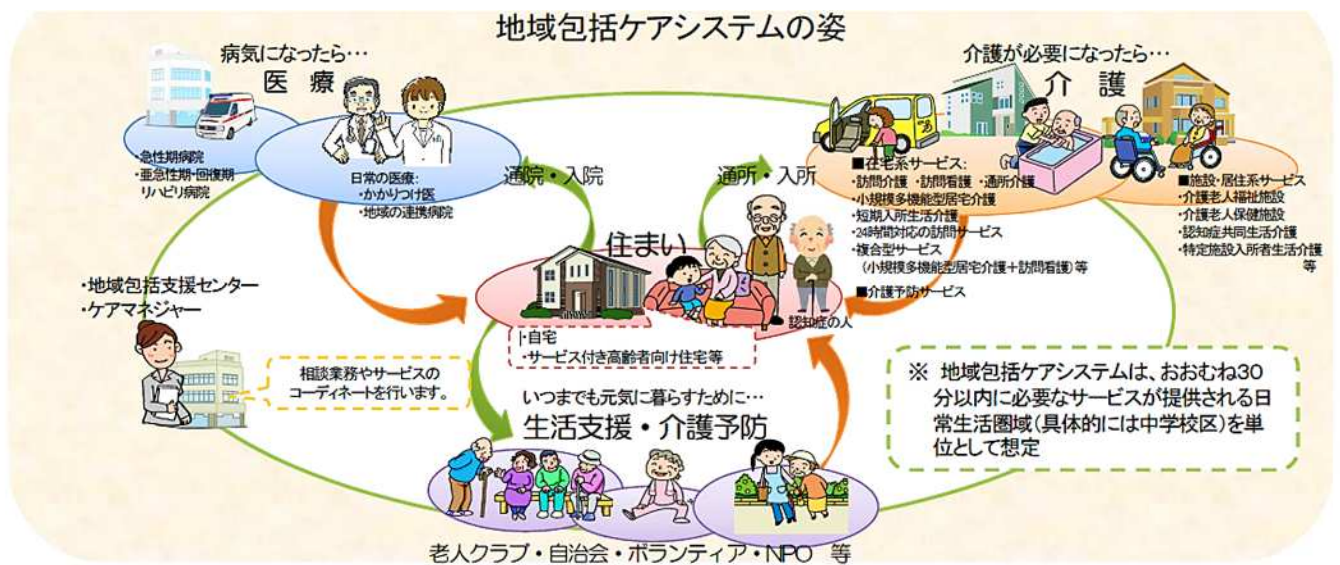 地域包括ケアシステムの姿
病気になったら…
医 療
・急性期病院
・亜急性期・回復期
リハビリ病院
日常の医療:
・かかりつけ医
・地域の連携病院
通院・入院
通所・入所
介護が必要になったら…
介 護
■在宅系サービス:
・訪問介護 ・訪問看護 ・通所介護
・小規模多機能型居宅介護
・短期入所生活介護
・24時間対応の訪問サービス
・複合型サービス
(小規模多機能型居宅介護+訪問看護)等
■介護予防サービス
■施設・居住系サービス
・介護老人福祉施設
・介護老人保健施設
・認知症共同生活介護
・特定施設入所者生活介護
等
住まい
認知症の人
・自宅
・サービス付き高齢者向け住宅等
・地域包括支援センター
・ケアマネジャー
相談業務やサービスの
コーディネートを行います。
いつまでも元気に暮らすために…
生活支援・介護予防
老人クラブ・自治会・ボランティア・NPO 等
※ 地域包括ケアシステムは、おおむね30
分以内に必要なサービスが提供される日
常生活圏域(具体的には中学校区)を単
位として想定